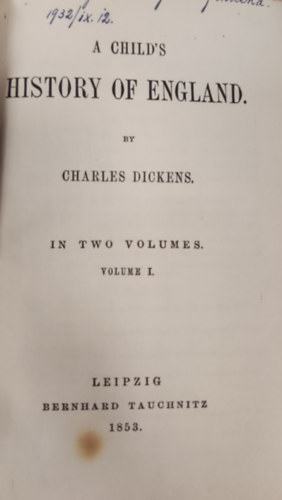 1932/ix. 12.
A CHILD'S
HISTORY OF ENGLAND.
BY
CHARLES DICKENS.
IN TWO VOLUMES.
VOLUME I.
LEIPZIG
BERNHARD TAUCHNITZ
1853.